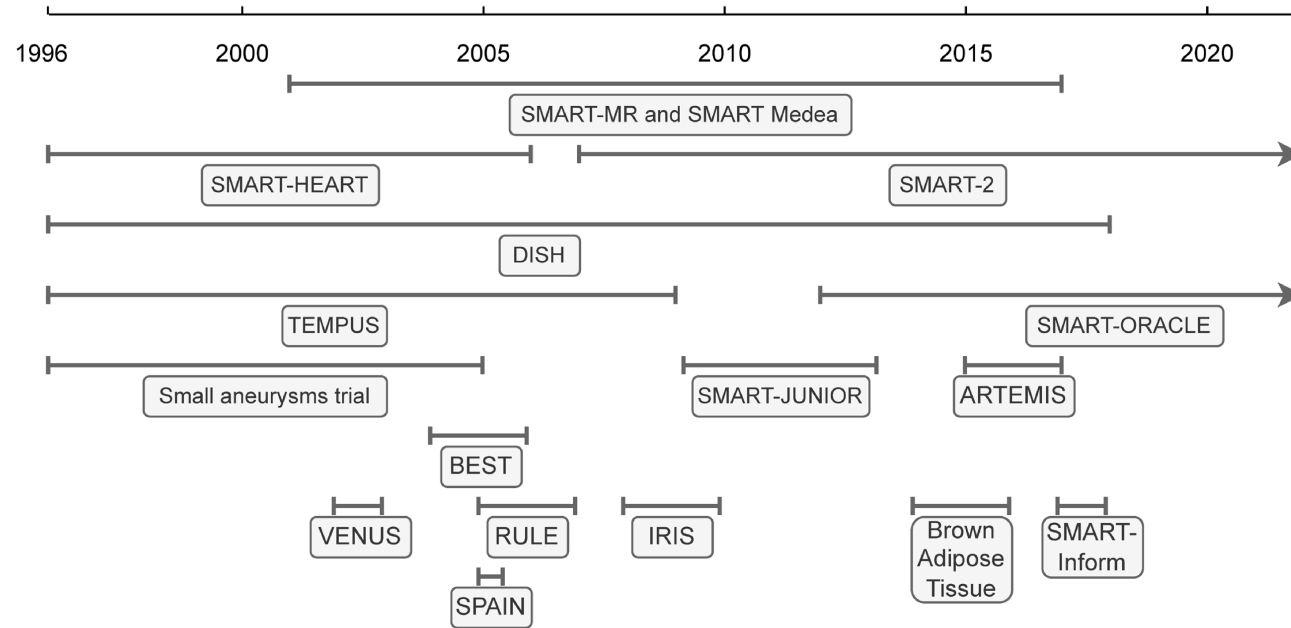 1996 2000 2005 2010 2015 2020
SMART-MR and SMART Medea
SMART-HEART SMART-2
DISH
TEMPUS SMART-ORACLE
Small aneurysms trial SMART-JUNIOR ARTEMIS
BEST
VENUS RULE IRIS Brown
Adipose
Tissue SMART-
Inform
SPAIN